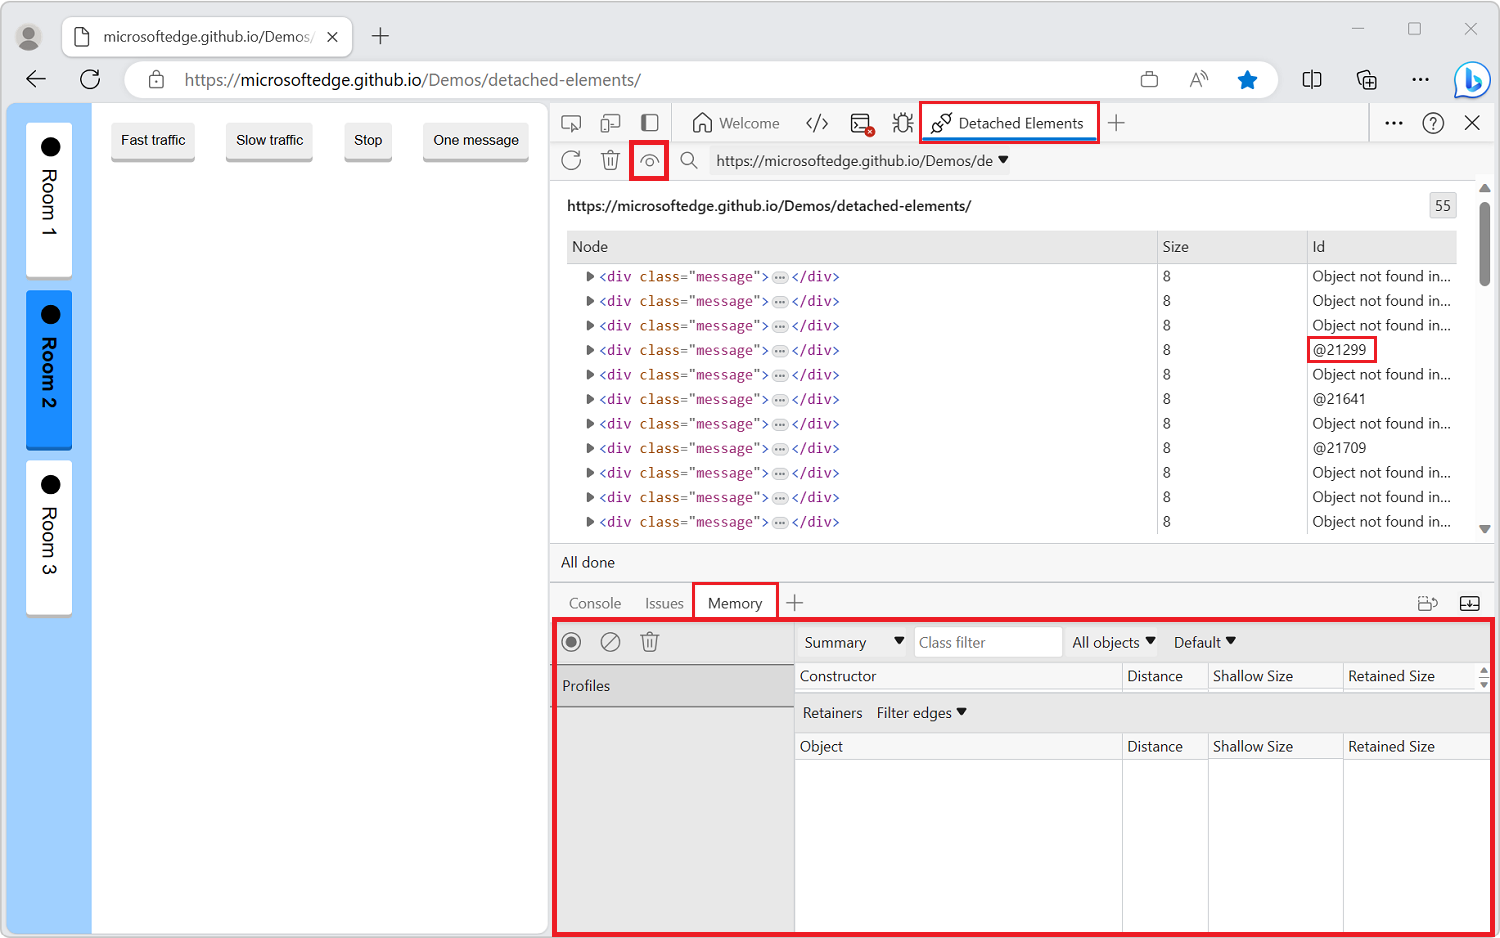 microsoftedge.github.io/Demos/
https://microsoftedge.github.io/Demos/detached-elements/
Room 1
Room 2
Room 3
Fast traffic
Slow traffic
Stop
One message
Welcome
Detached Elements
https://microsoftedge.github.io/Demos/de
https://microsoftedge.github.io/Demos/detached-elements/
55
Node Size Id
<div class="message">…</div> 8 Object not found in...
<div class="message">…</div> 8 Object not found in...
<div class="message">…</div> 8 Object not found in...
<div class="message">…</div> 8 @21299
<div class="message">…</div> 8 Object not found in...
<div class="message">…</div> 8 @21641
<div class="message">…</div> 8 Object not found in...
<div class="message">…</div> 8 @21709
<div class="message">…</div> 8 Object not found in...
<div class="message">…</div> 8 Object not found in...
<div class="message">…</div> 8 Object not found in...
All done
Console Issues Memory
Summary Class filter All objects Default
Profiles
Constructor Distance Shallow Size Retained Size
Retainers Filter edges
Object Distance Shallow Size Retained Size